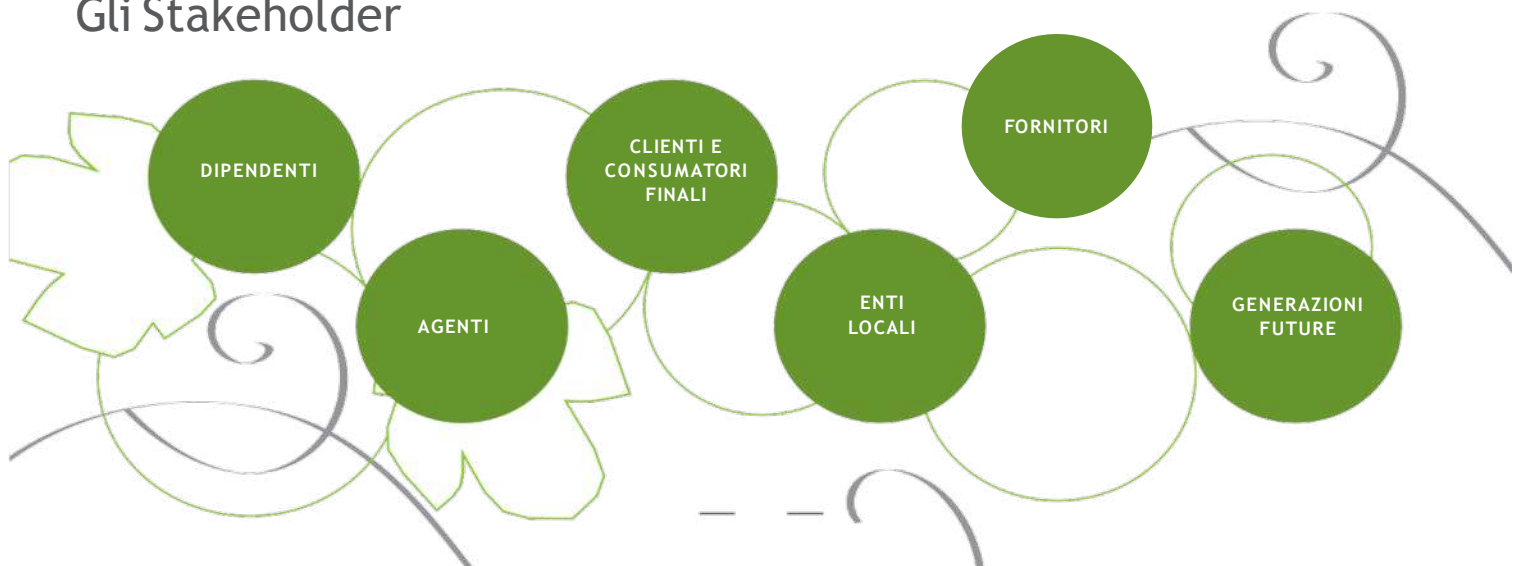 Gli Stakeholder
DIPENDENTI
AGENTI
CLIENTI E
CONSUMATORI
FINALI
ENTI
LOCALI
FORNITORI
GENERAZIONI
FUTURE